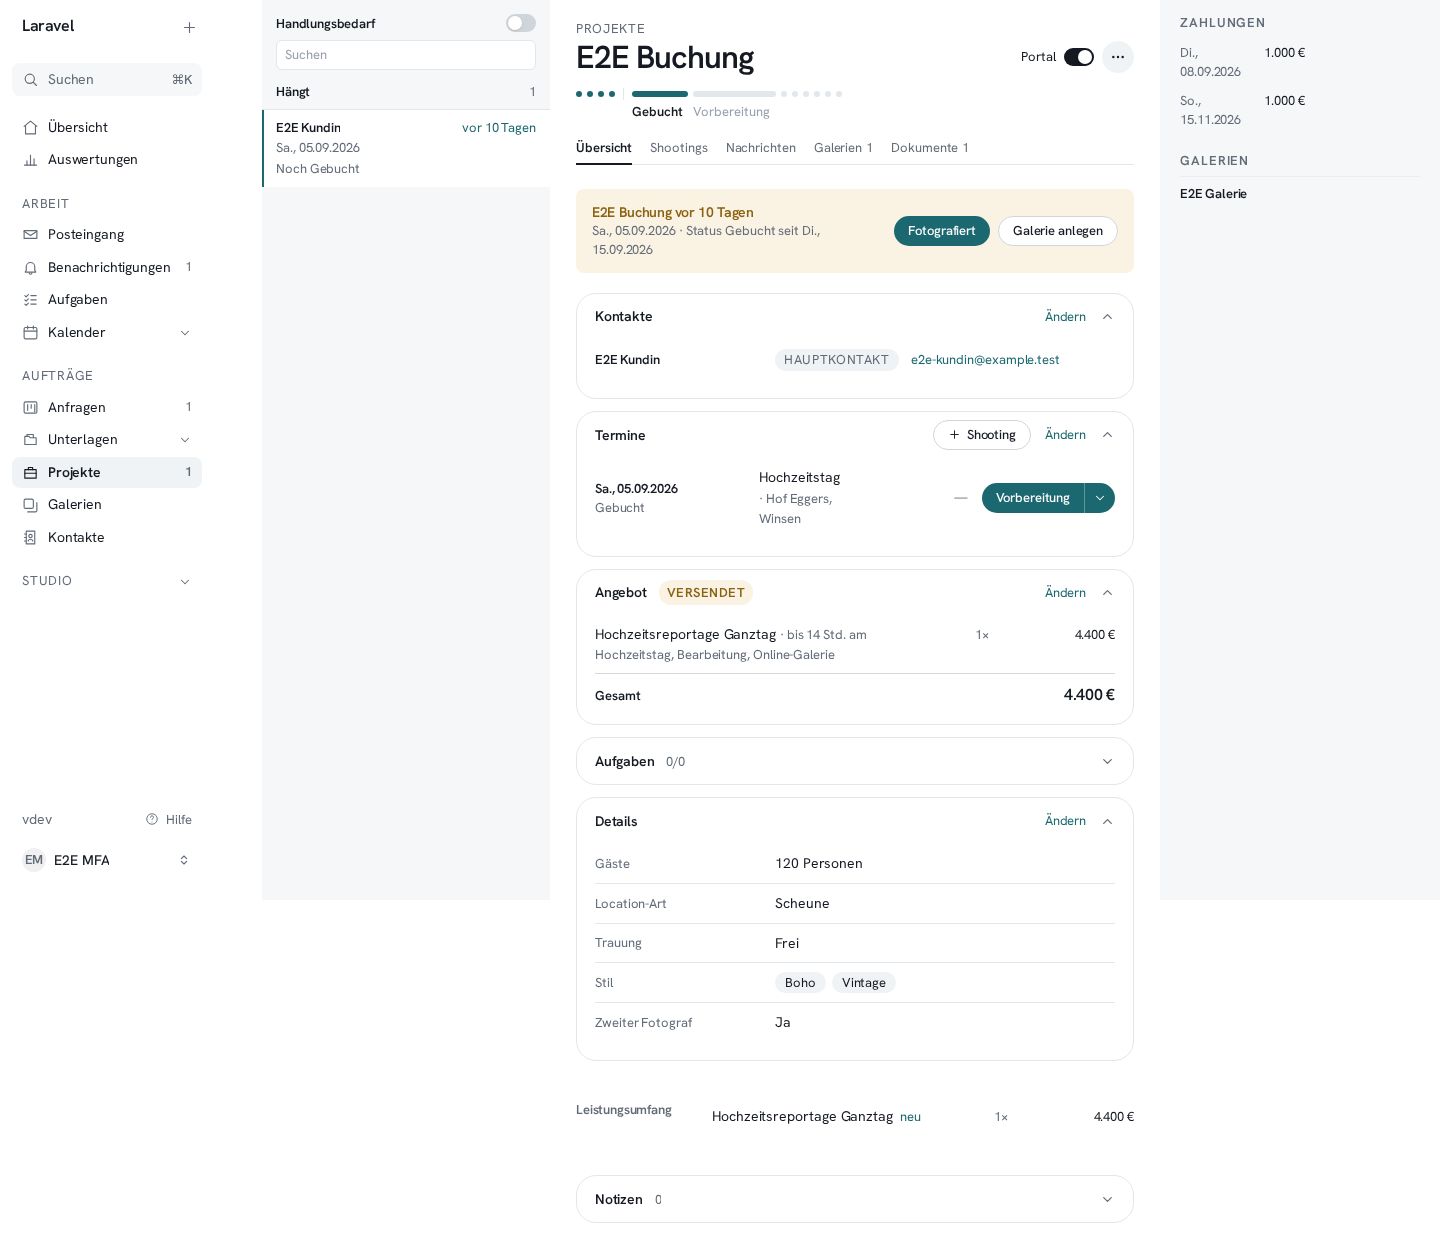 Laravel
Suchen ⌘K
Übersicht
Auswertungen
ARBEIT
Posteingang
Benachrichtigungen 1
Aufgaben
Kalender
AUFTRÄGE
Anfragen 1
Unterlagen
Projekte 1
Galerien
Kontakte
STUDIO
vdev Hilfe
EM E2E MFA
Handlungsbedarf
Suchen
Hängt 1
E2E Kundin vor 10 Tagen
Sa., 05.09.2026
Noch Gebucht
PROJEKTE
E2E Buchung
Portal
Gebucht Vorbereitung
Übersicht Shootings Nachrichten Galerien 1 Dokumente 1
E2E Buchung vor 10 Tagen
Sa., 05.09.2026 · Status Gebucht seit Di.,
15.09.2026
Fotografiert Galerie anlegen
Kontakte Ändern
E2E Kundin HAUPTKONTAKT e2e-kundin@example.test
Termine + Shooting Ändern
Sa., 05.09.2026
Gebucht
Hochzeitstag
· Hof Eggers,
Winsen
— Vorbereitung
Angebot VERSENDET Ändern
Hochzeitsreportage Ganztag · bis 14 Std. am 1× 4.400 €
Hochzeitstag, Bearbeitung, Online-Galerie
Gesamt 4.400 €
Aufgaben 0/0
Details Ändern
Gäste 120 Personen
Location-Art Scheune
Trauung Frei
Stil Boho Vintage
Zweiter Fotograf Ja
Leistungsumfang Hochzeitsreportage Ganztag neu 1× 4.400 €
Notizen 0
ZAHLUNGEN
Di., 1.000 €
08.09.2026
So., 1.000 €
15.11.2026
GALERIEN
E2E Galerie